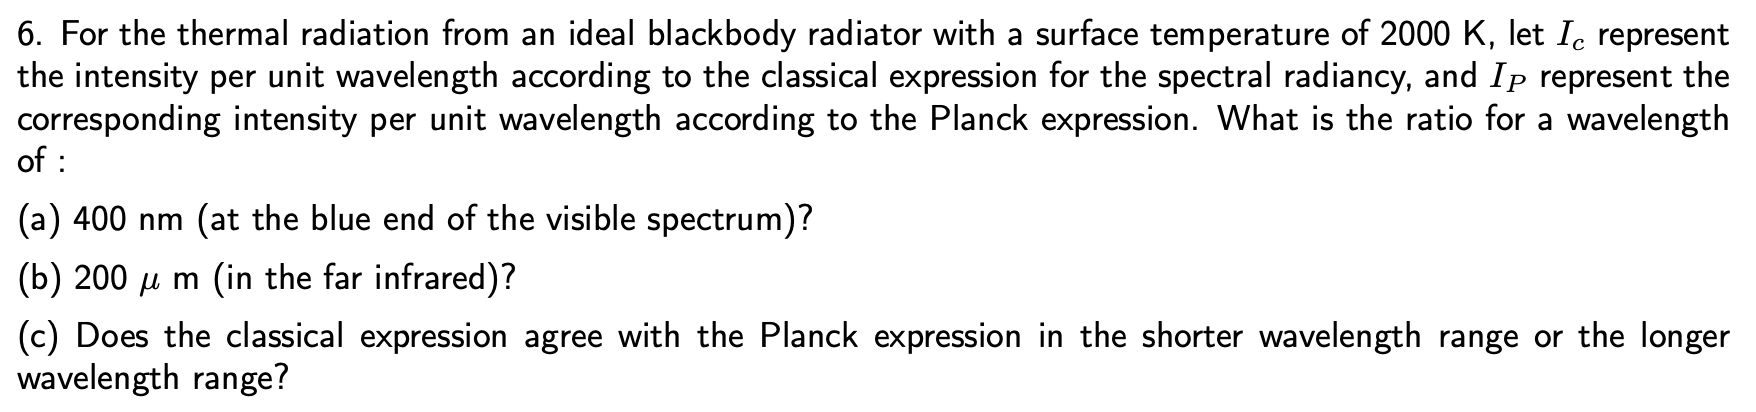 6. For the thermal radiation from an ideal blackbody radiator with a surface temperature of 2000 K, let I_c represent
the intensity per unit wavelength according to the classical expression for the spectral radiancy, and I_P represent the
corresponding intensity per unit wavelength according to the Planck expression. What is the ratio for a wavelength
of :
(a) 400 nm (at the blue end of the visible spectrum)?
(b) 200 μ m (in the far infrared)?
(c) Does the classical expression agree with the Planck expression in the shorter wavelength range or the longer
wavelength range?